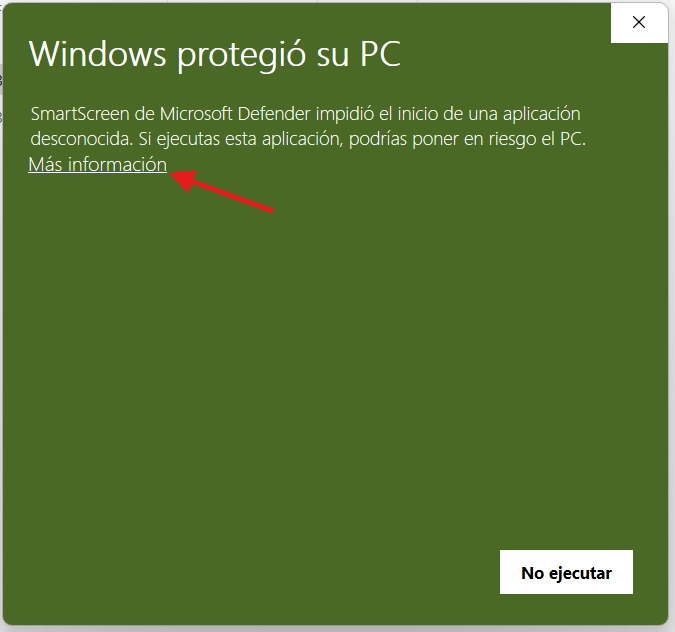 Windows protegió su PC
SmartScreen de Microsoft Defender impidió el inicio de una aplicación
desconocida. Si ejecutas esta aplicación, podrías poner en riesgo el PC.
Más información
No ejecutar